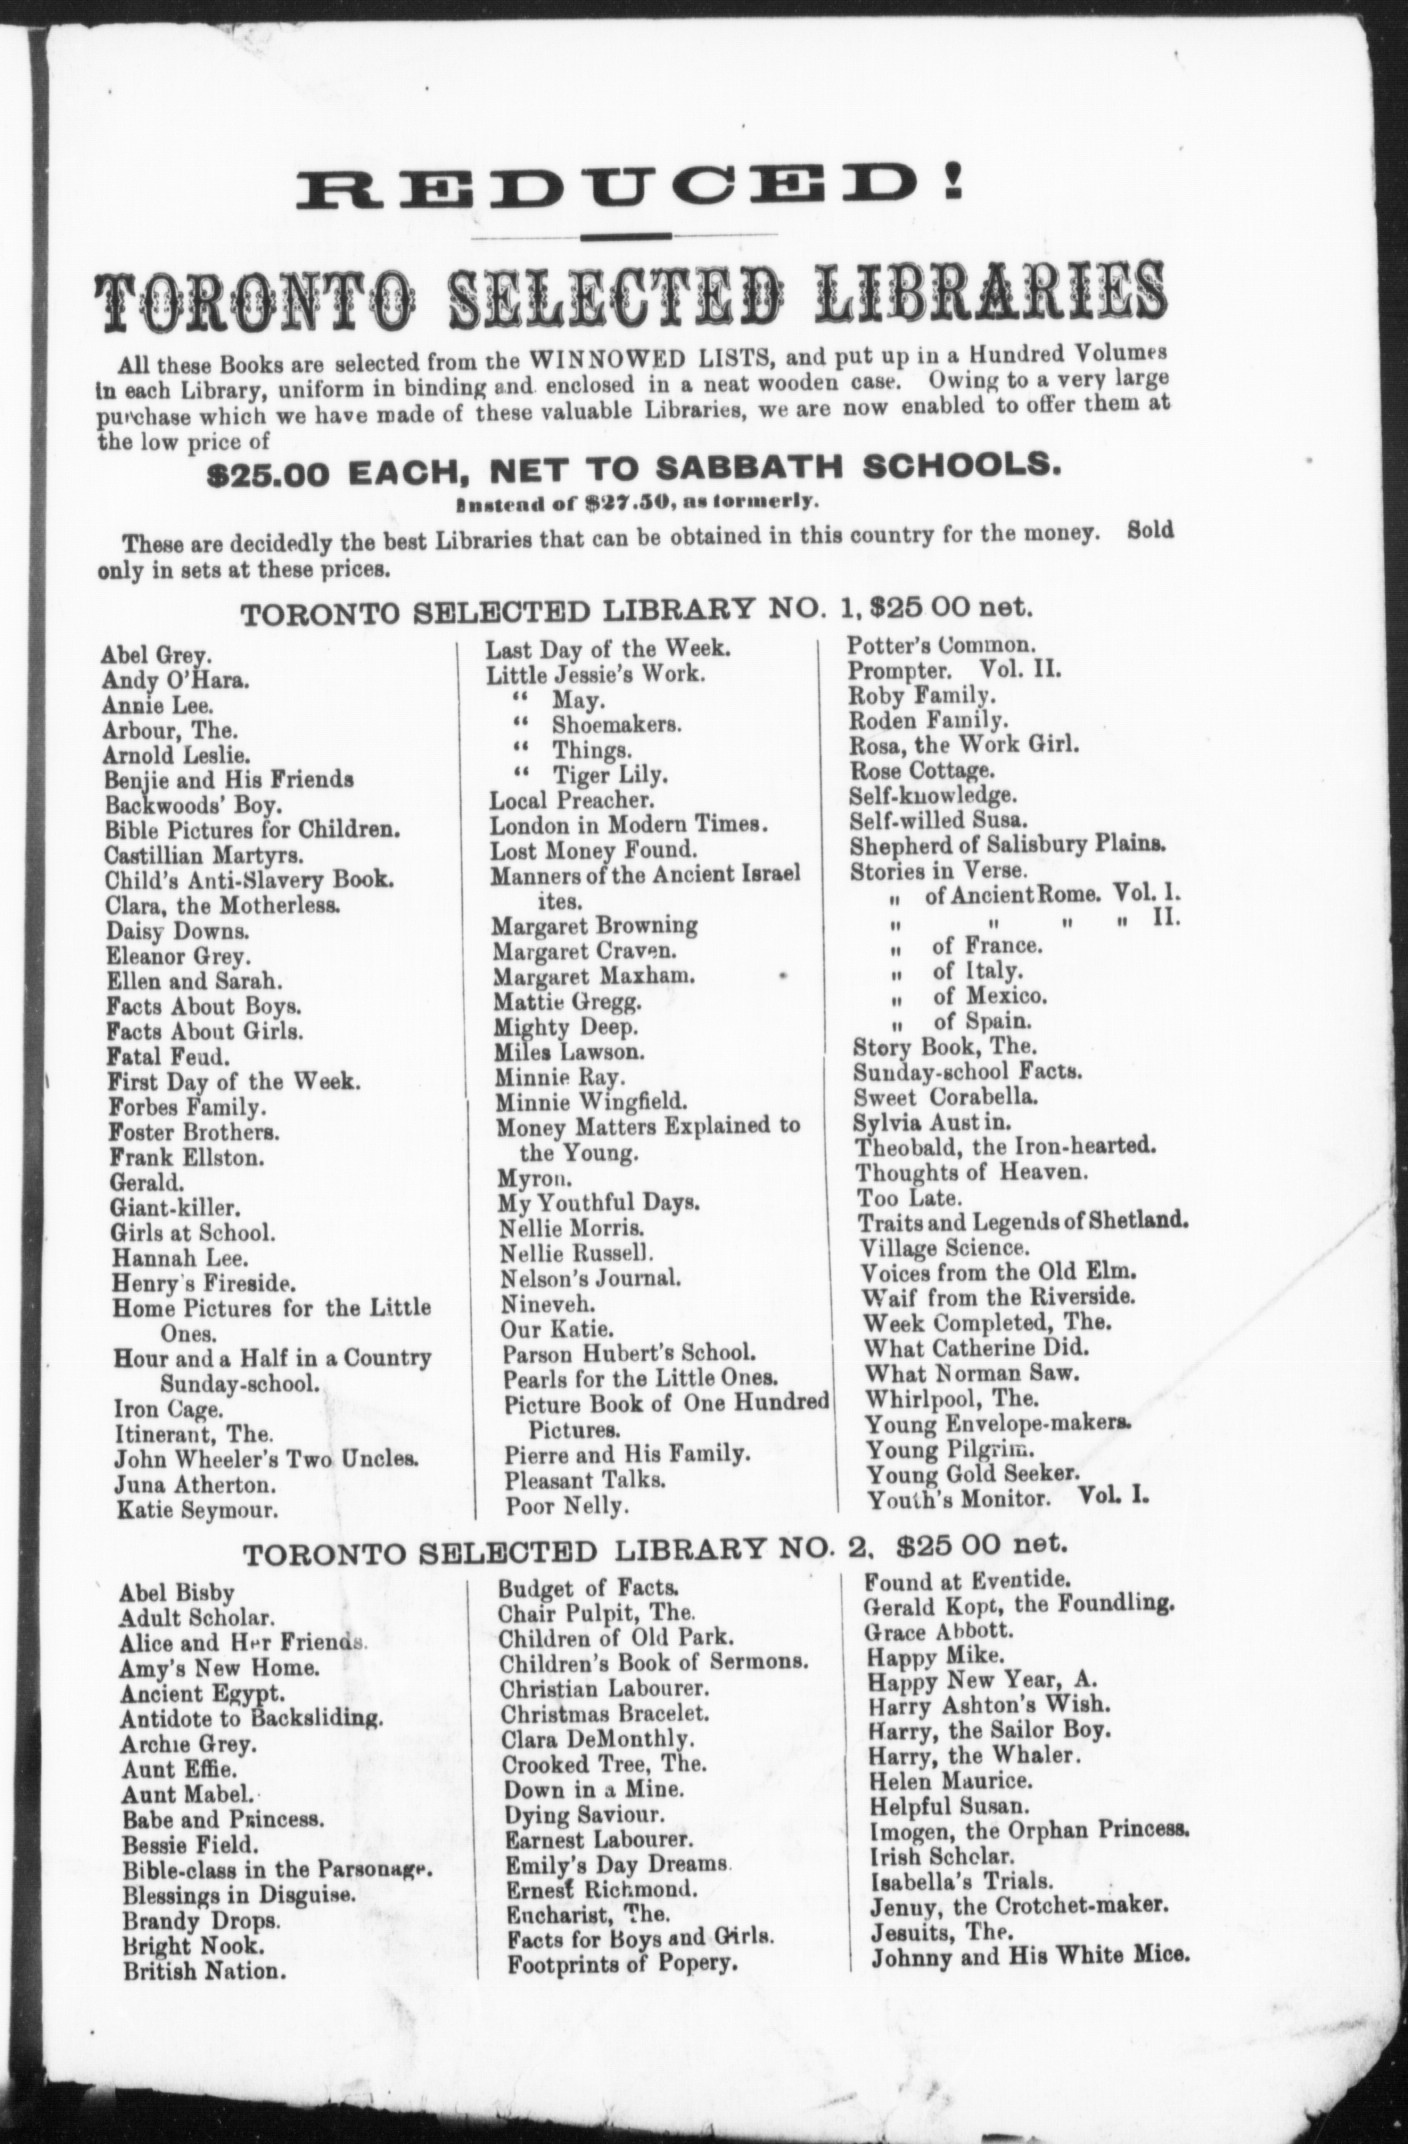 REDUCED!
TORONTO SELECTED LIBRARIES
All these Books are selected from the WINNOWED LISTS, and put up in a Hundred Volumes
in each Library, uniform in binding and enclosed in a neat wooden case. Owing to a very large
purchase which we have made of these valuable Libraries, we are now enabled to offer them at
the low price of
$25.00 EACH, NET TO SABBATH SCHOOLS.
Instead of $27.50, as formerly.
These are decidedly the best Libraries that can be obtained in this country for the money. Sold
only in sets at these prices.
TORONTO SELECTED LIBRARY NO. 1, $25 00 net.
Abel Grey.
Andy O'Hara.
Annie Lee.
Arbour, The.
Arnold Leslie.
Benjie and His Friends
Backwoods' Boy.
Bible Pictures for Children.
Castillian Martyrs.
Child's Anti-Slavery Book.
Clara, the Motherless.
Daisy Downs.
Eleanor Grey.
Ellen and Sarah.
Facts About Boys.
Facts About Girls.
Fatal Feud.
First Day of the Week.
Forbes Family.
Foster Brothers.
Frank Ellston.
Gerald.
Giant-killer.
Girls at School.
Hannah Lee.
Henry's Fireside.
Home Pictures for the Little
Ones.
Hour and a Half in a Country
Sunday-school.
Iron Cage.
Itinerant, The.
John Wheeler's Two Uncles.
Juna Atherton.
Katie Seymour.
Last Day of the Week.
Little Jessie's Work.
" May.
" Shoemakers.
" Things.
" Tiger Lily.
Local Preacher.
London in Modern Times.
Lost Money Found.
Manners of the Ancient Israel
ites.
Margaret Browning
Margaret Craven.
Margaret Maxham.
Mattie Gregg.
Mighty Deep.
Miles Lawson.
Minnie Ray.
Minnie Wingfield.
Money Matters Explained to
the Young.
Myron.
My Youthful Days.
Nellie Morris.
Nellie Russell.
Nelson's Journal.
Nineveh.
Our Katie.
Parson Hubert's School.
Pearls for the Little Ones.
Picture Book of One Hundred
Pictures.
Pierre and His Family.
Pleasant Talks.
Poor Nelly.
Potter's Common.
Prompter. Vol. II.
Roby Family.
Roden Family.
Rosa, the Work Girl.
Rose Cottage.
Self-knowledge.
Self-willed Susa.
Shepherd of Salisbury Plains.
Stories in Verse.
" of Ancient Rome. Vol. I.
" " " " II.
" of France.
" of Italy.
" of Mexico.
" of Spain.
Story Book, The.
Sunday-school Facts.
Sweet Corabella.
Sylvia Austin.
Theobald, the Iron-hearted.
Thoughts of Heaven.
Too Late.
Traits and Legends of Shetland.
Village Science.
Voices from the Old Elm.
Waif from the Riverside.
Week Completed, The.
What Catherine Did.
What Norman Saw.
Whirlpool, The.
Young Envelope-makers.
Young Pilgrim.
Young Gold Seeker.
Youth's Monitor. Vol. I.
TORONTO SELECTED LIBRARY NO. 2, $25 00 net.
Abel Bisby
Adult Scholar.
Alice and Her Friends.
Amy's New Home.
Ancient Egypt.
Antidote to Backsliding.
Archie Grey.
Aunt Effie.
Aunt Mabel.
Babe and Princess.
Bessie Field.
Bible-class in the Parsonage.
Blessings in Disguise.
Brandy Drops.
Bright Nook.
British Nation.
Budget of Facts.
Chair Pulpit, The.
Children of Old Park.
Children's Book of Sermons.
Christian Labourer.
Christmas Bracelet.
Clara DeMonthly.
Crooked Tree, The.
Down in a Mine.
Dying Saviour.
Earnest Labourer.
Emily's Day Dreams.
Ernest Richmond.
Eucharist, The.
Facts for Boys and Girls.
Footprints of Popery.
Found at Eventide.
Gerald Kopt, the Foundling.
Grace Abbott.
Happy Mike.
Happy New Year, A.
Harry Ashton's Wish.
Harry, the Sailor Boy.
Harry, the Whaler.
Helen Maurice.
Helpful Susan.
Imogen, the Orphan Princess.
Irish Scholar.
Isabella's Trials.
Jenny, the Crotchet-maker.
Jesuits, The.
Johnny and His White Mice.